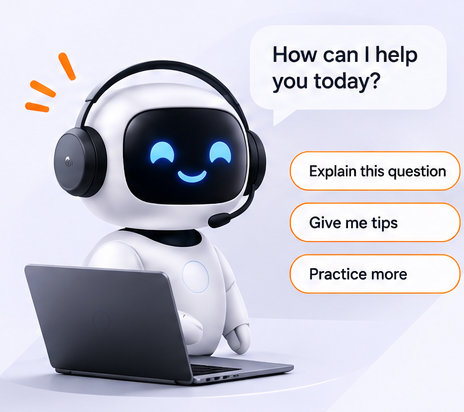 How can I help
you today?
Explain this question
Give me tips
Practice more